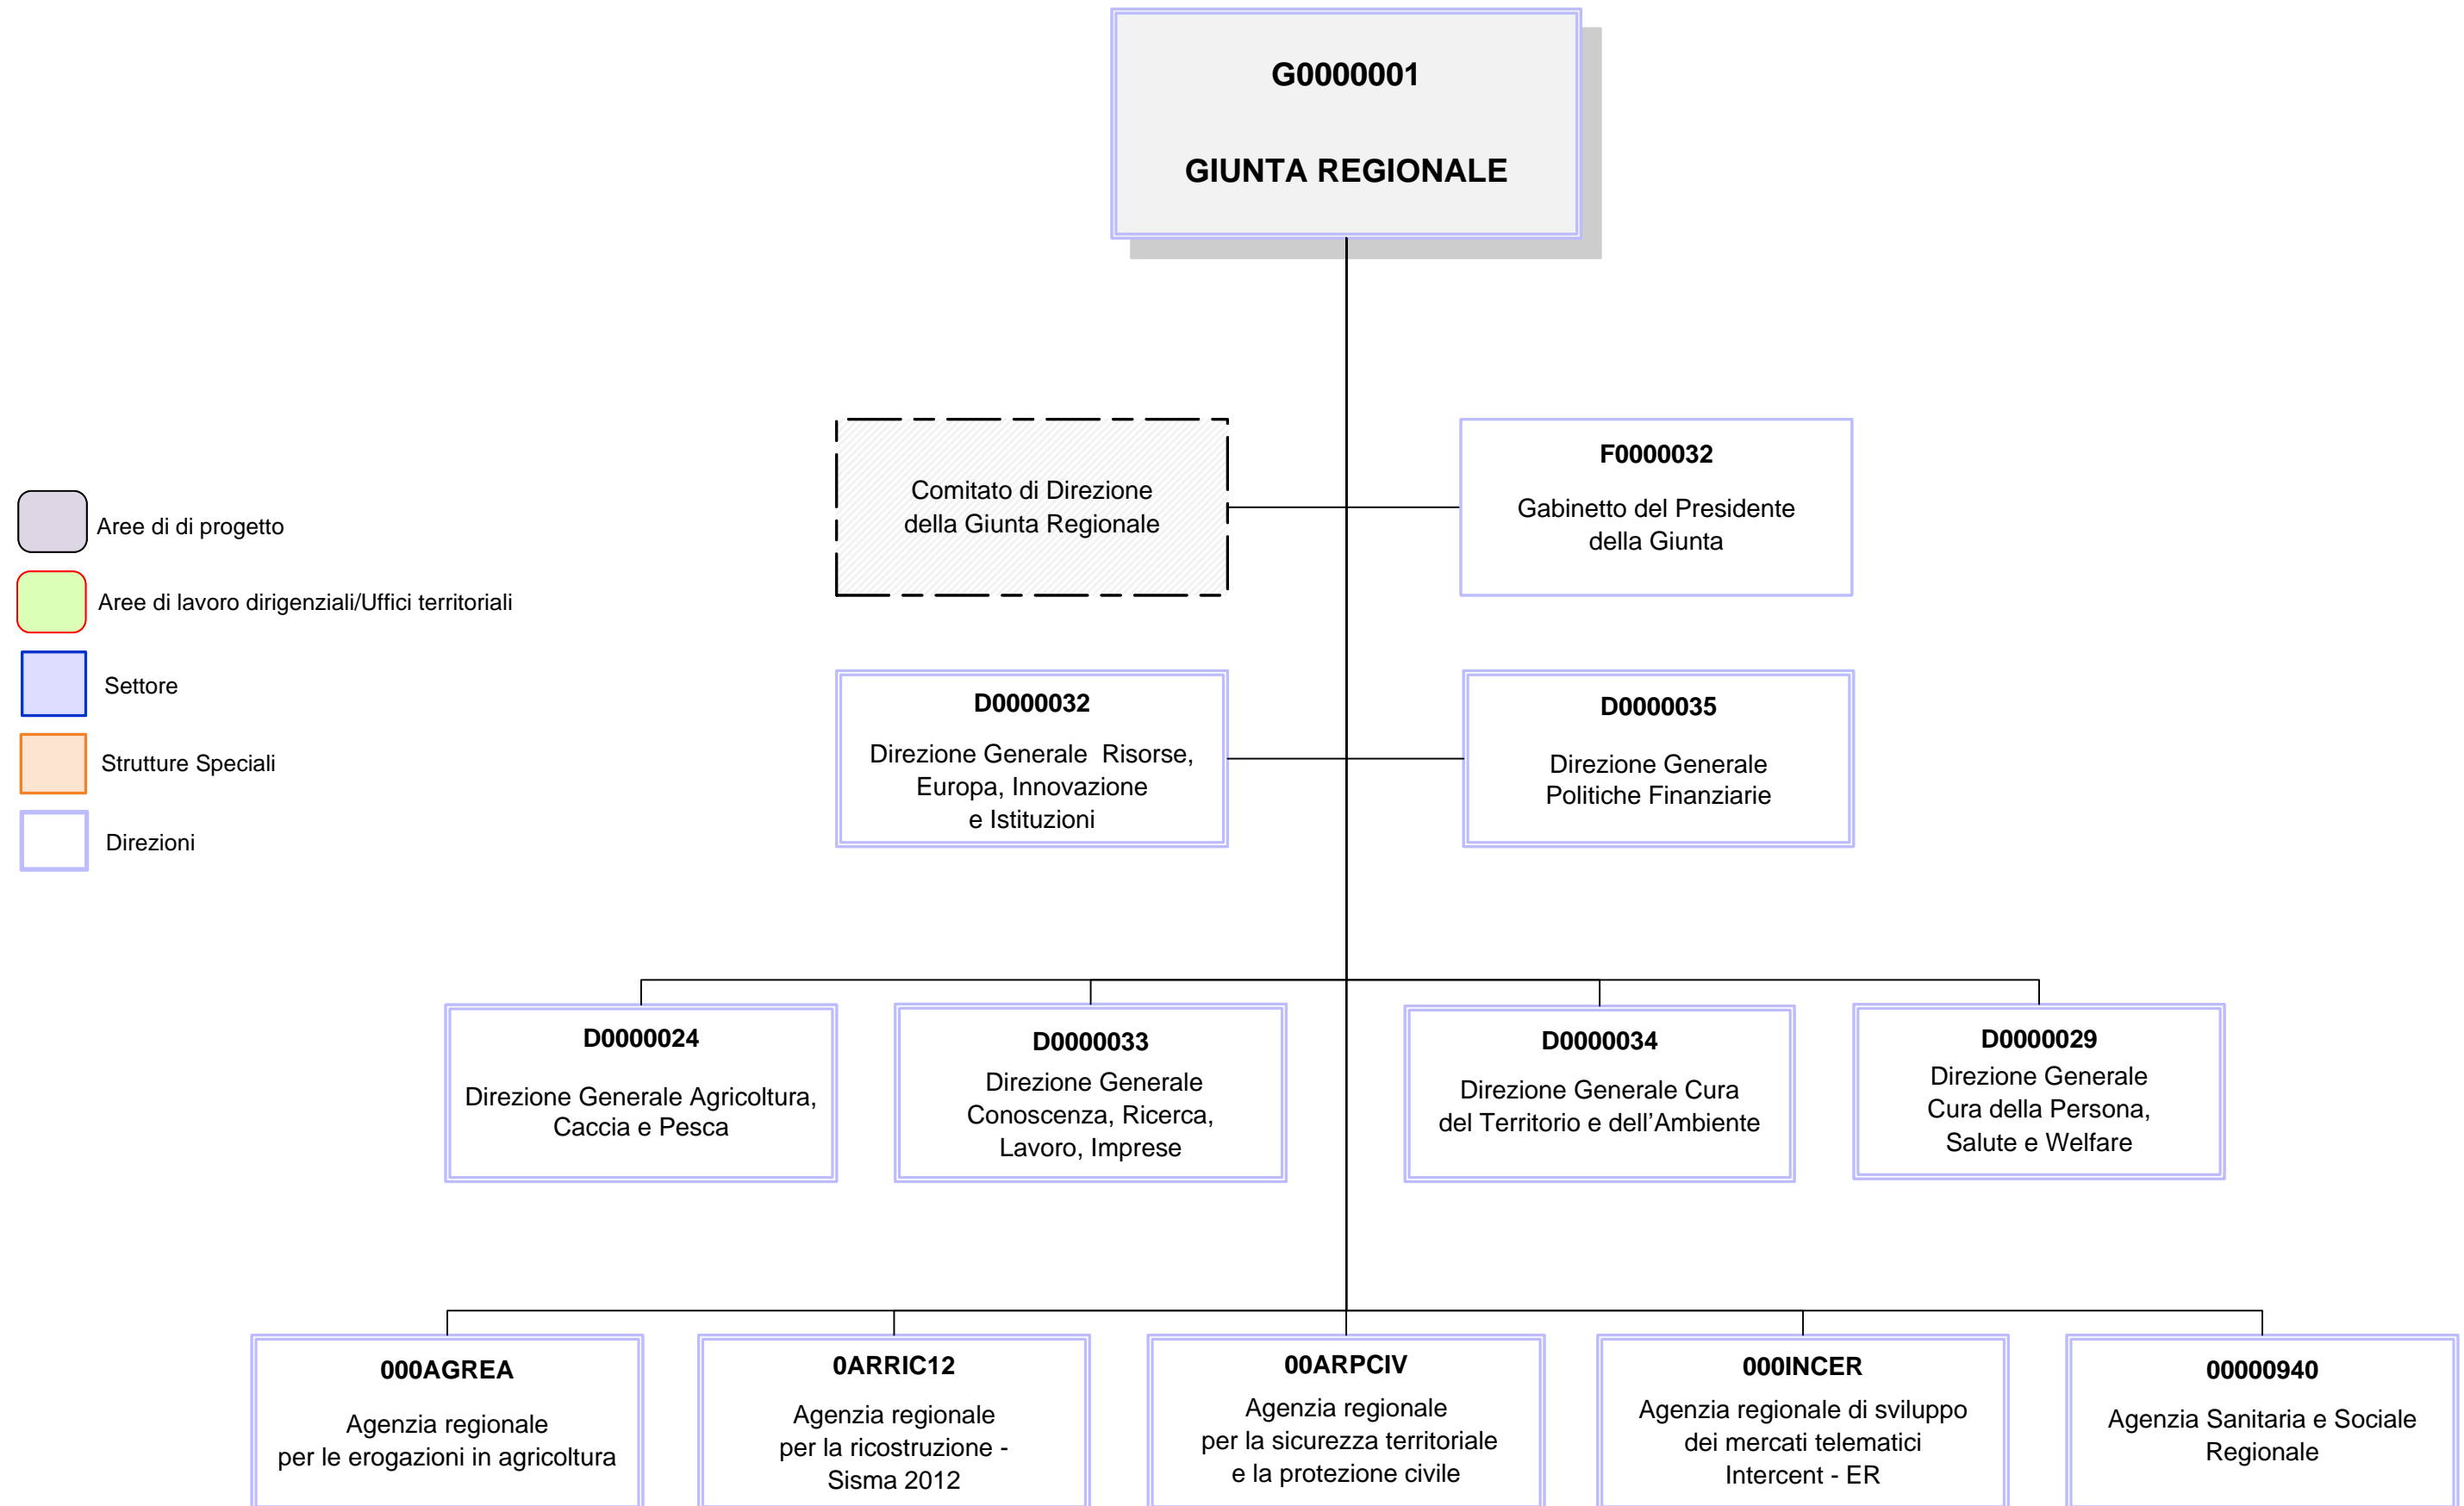 G0000001
GIUNTA REGIONALE
Comitato di Direzione
della Giunta Regionale
F0000032
Gabinetto del Presidente
della Giunta
Aree di di progetto
Aree di lavoro dirigenziali/Uffici territoriali
Settore
Strutture Speciali
Direzioni
D0000032
Direzione Generale  Risorse,
Europa, Innovazione
e Istituzioni
D0000035
Direzione Generale
Politiche Finanziarie
D0000024
Direzione Generale Agricoltura,
Caccia e Pesca
D0000033
Direzione Generale
Conoscenza, Ricerca,
Lavoro, Imprese
D0000034
Direzione Generale Cura
del Territorio e dell’Ambiente
D0000029
Direzione Generale
Cura della Persona,
Salute e Welfare
000AGREA
Agenzia regionale
per le erogazioni in agricoltura
0ARRIC12
Agenzia regionale
per la ricostruzione -
Sisma 2012
00ARPCIV
Agenzia regionale
per la sicurezza territoriale
e la protezione civile
000INCER
Agenzia regionale di sviluppo
dei mercati telematici
Intercent - ER
00000940
Agenzia Sanitaria e Sociale
Regionale